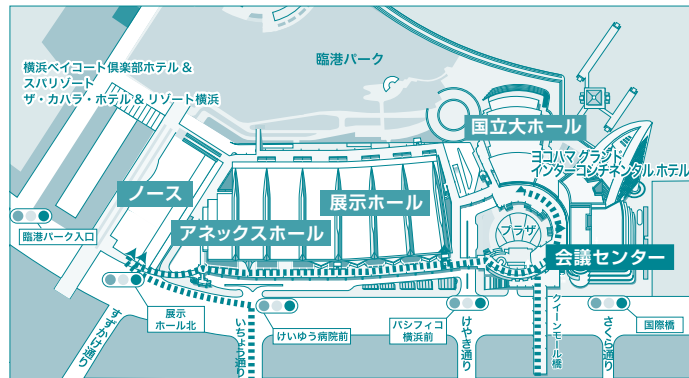 横浜ベイコート倶楽部ホテル &
スパリゾート
ザ・カハラ・ホテル & リゾート横浜
臨港パーク
国立大ホール
ヨコハマ グランド
インターコンチネンタル ホテル
ノース
展示ホール
アネックスホール
プラザ
会議センター
臨港パーク入口
展示
ホール北
けいゆう病院前
パシフィコ
横浜前
国際橋
すずかけ通り
いちょう通り
けやき通り
クイーンモール橋
さくら通り